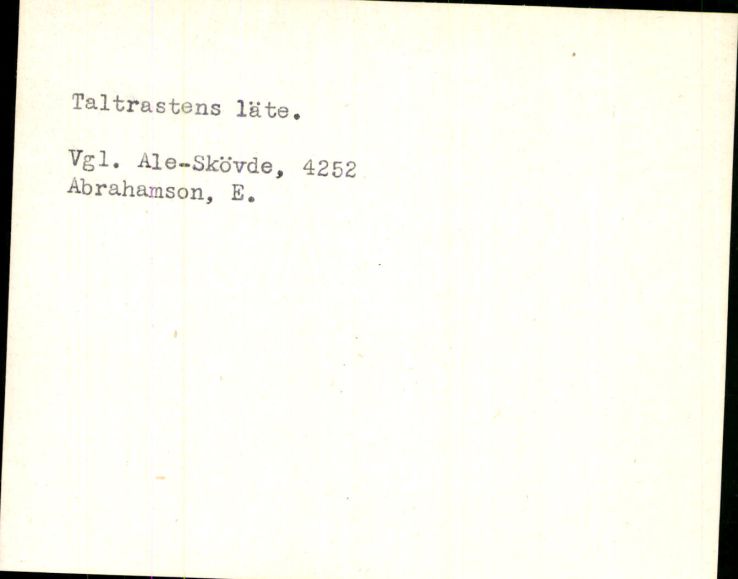 Taltrastens läte.
Vgl. Ale-Skövde, 4252
Abrahamson, E.